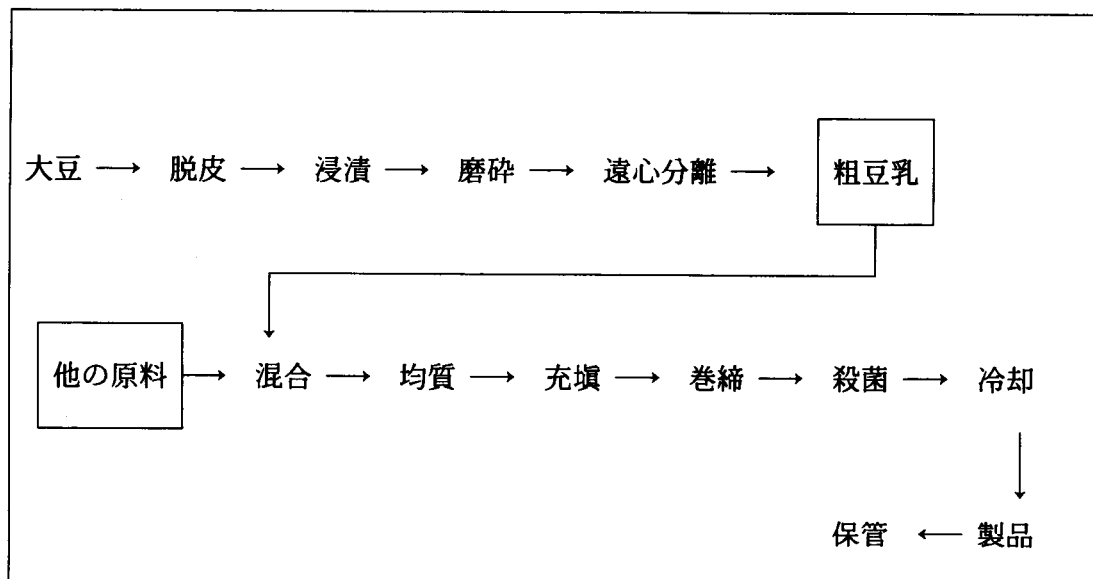 大豆 → 脱皮 → 浸漬 → 磨砕 → 遠心分離 → 粗豆乳
他の原料 → 混合 → 均質 → 充塡 → 巻締 → 殺菌 → 冷却
保管 ← 製品